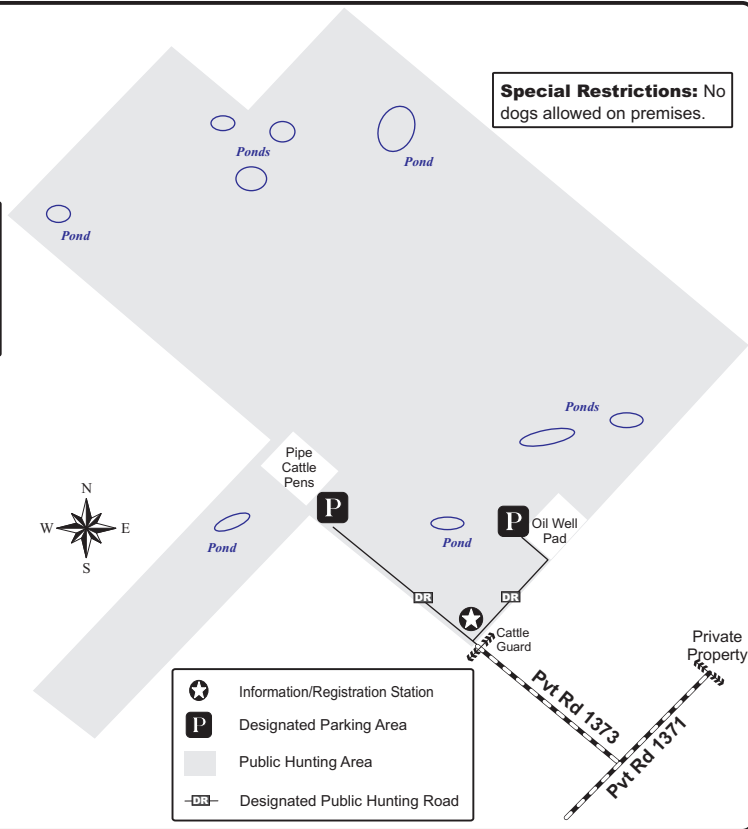 Special Restrictions: No
dogs allowed on premises.
Ponds
Pond
Pond
Ponds
Pipe
Cattle
Pens
P
P
Oil Well
Pad
N
W
E
S
Pond
Pond
DR
DR
Cattle
Guard
Private
Property
Pvt Rd 1373
Pvt Rd 1371
Information/Registration Station
P
Designated Parking Area
Public Hunting Area
DR
Designated Public Hunting Road